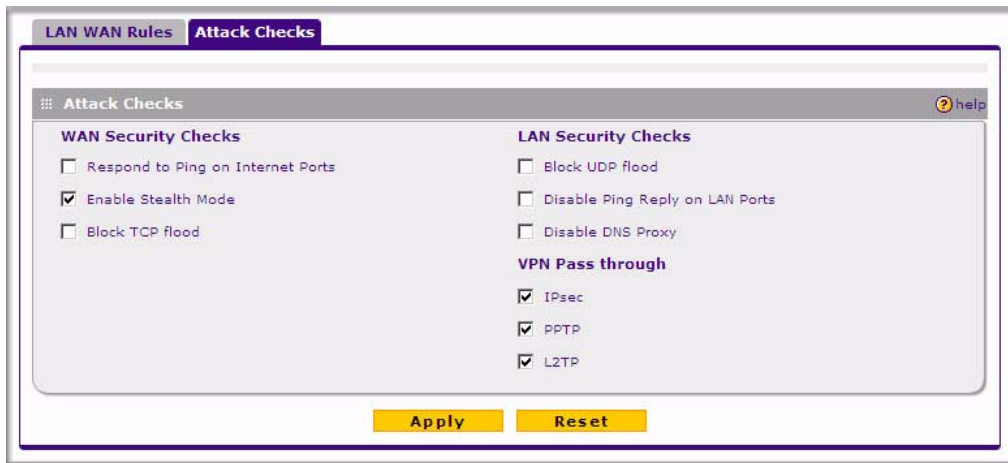 LAN WAN Rules
Attack Checks
Attack Checks
help
WAN Security Checks
Respond to Ping on Internet Ports
Enable Stealth Mode
Block TCP flood
LAN Security Checks
Block UDP flood
Disable Ping Reply on LAN Ports
Disable DNS Proxy
VPN Pass through
IPsec
PPTP
L2TP
Apply
Reset